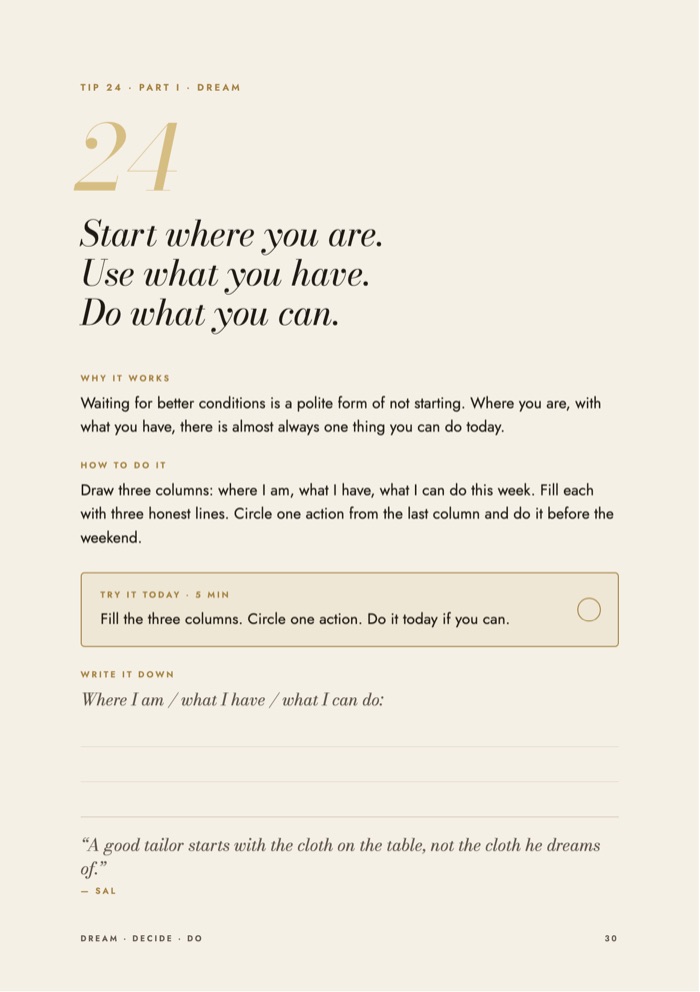 TIP 24 · PART I · DREAM
24
Start where you are.
Use what you have.
Do what you can.
WHY IT WORKS
Waiting for better conditions is a polite form of not starting. Where you are, with
what you have, there is almost always one thing you can do today.
HOW TO DO IT
Draw three columns: where I am, what I have, what I can do this week. Fill each
with three honest lines. Circle one action from the last column and do it before the
weekend.
TRY IT TODAY · 5 MIN
Fill the three columns. Circle one action. Do it today if you can.
WRITE IT DOWN
Where I am / what I have / what I can do:
“A good tailor starts with the cloth on the table, not the cloth he dreams
of.”
— SAL
DREAM · DECIDE · DO
30